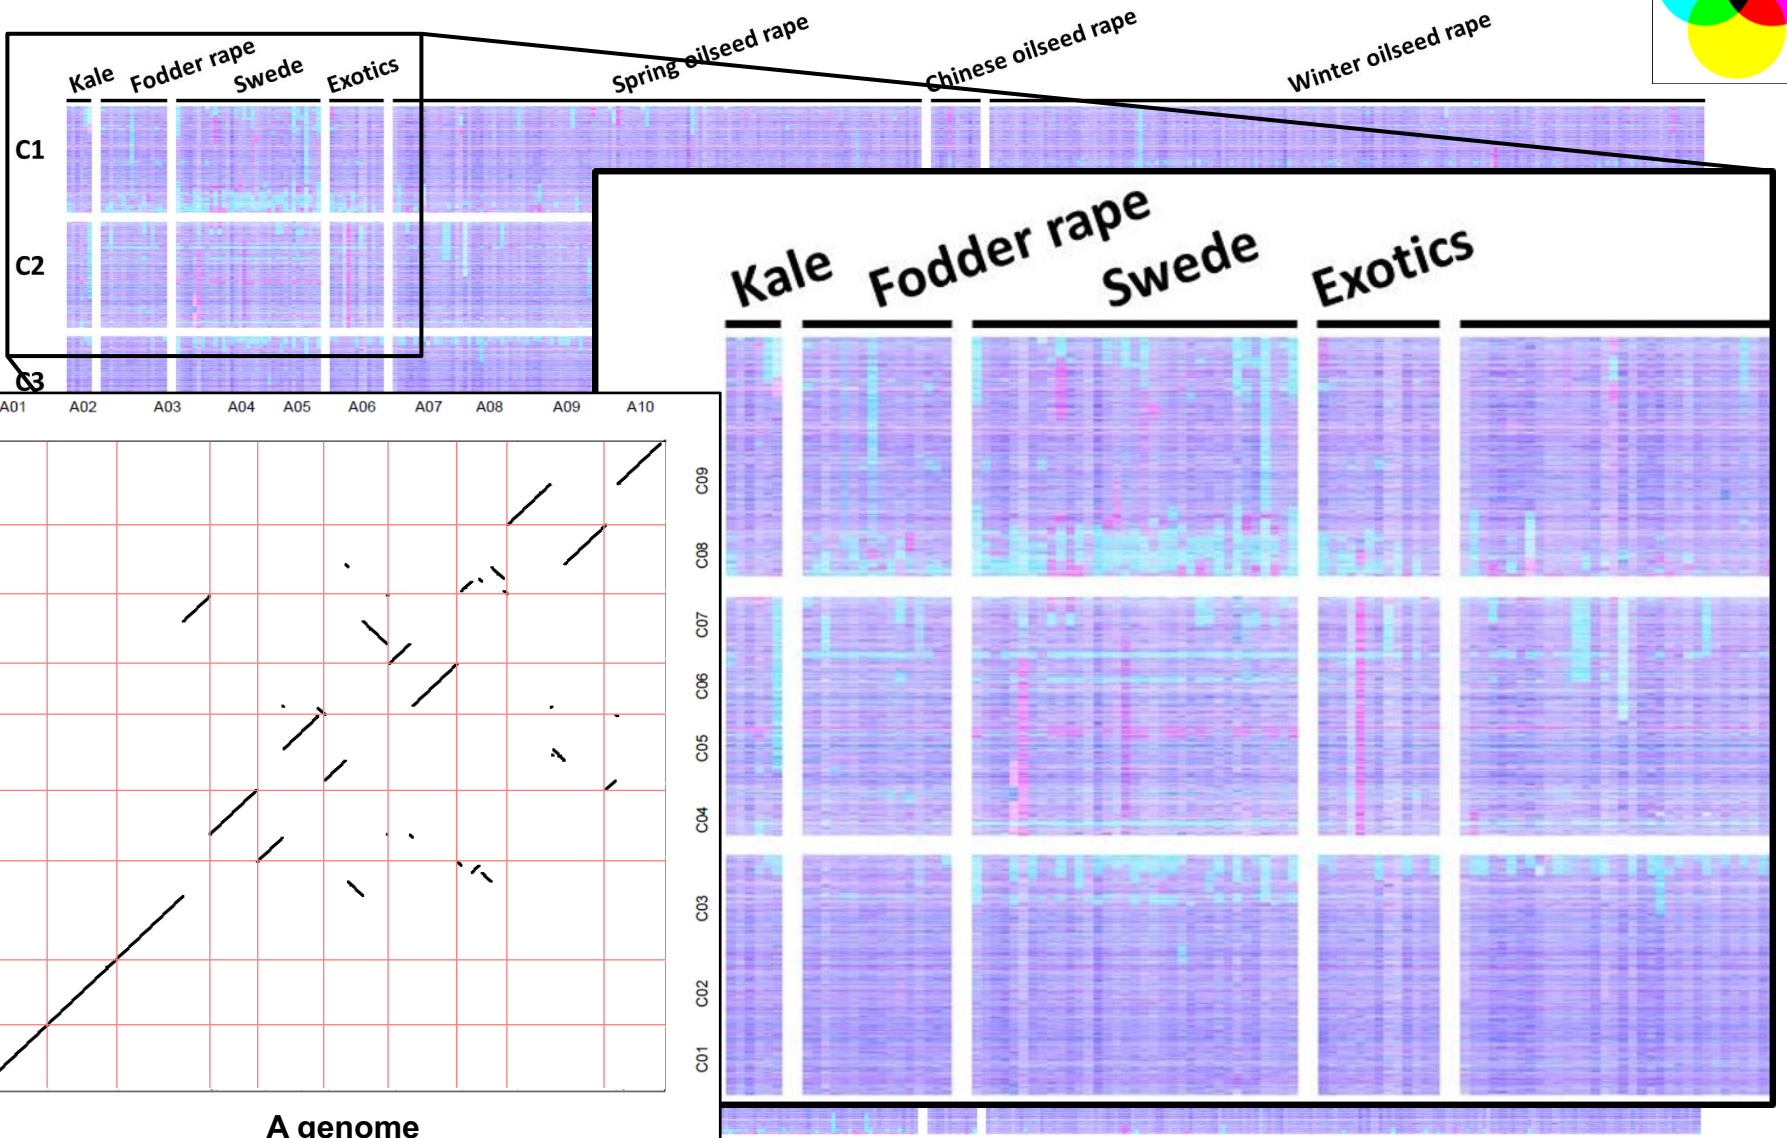 Kale Fodder rape Swede Exotics Spring oilseed rape Chinese oilseed rape Winter oilseed rape
C1
C2
C3
Kale Fodder rape Swede Exotics
A01 A02 A03 A04 A05 A06 A07 A08 A09 A10
C09
C08
C07
C06
C05
C04
C03
C02
C01
A genome